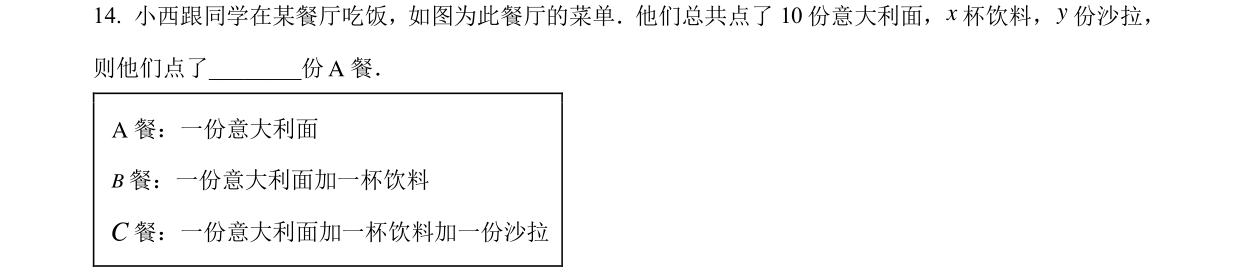 14. 小西跟同学在某餐厅吃饭，如图为此餐厅的菜单．他们总共点了 10 份意大利面，x 杯饮料，y 份沙拉，
则他们点了________份 A 餐．
A 餐：一份意大利面
B 餐：一份意大利面加一杯饮料
C 餐：一份意大利面加一杯饮料加一份沙拉